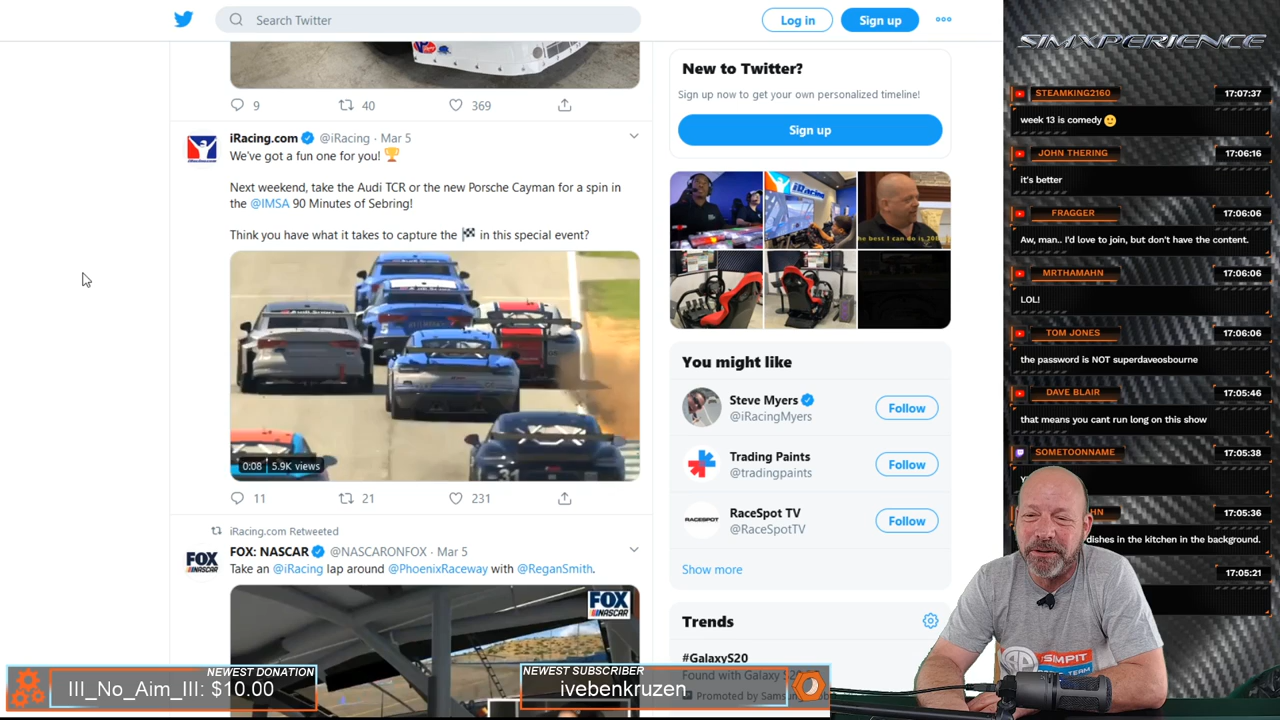 Search Twitter
Log in
Sign up
9
40
369
iRacing.com @iRacing · Mar 5
We've got a fun one for you! 🏆
Next weekend, take the Audi TCR or the new Porsche Cayman for a spin in
the @IMSA 90 Minutes of Sebring!
Think you have what it takes to capture the 🏁 in this special event?
0:08 | 5.9K views
11
21
231
iRacing.com Retweeted
FOX: NASCAR @NASCARONFOX · Mar 5
Take an @iRacing lap around @PhoenixRaceway with @ReganSmith.
FOX
NASCAR
New to Twitter?
Sign up now to get your own personalized timeline!
Sign up
iRacing
You might like
Steve Myers
@iRacingMyers
Follow
Trading Paints
@tradingpaints
Follow
RaceSpot TV
@RaceSpotTV
Follow
Show more
Trends
#GalaxyS20
Found with Galaxy
Promoted by
SIMXPERIENCE
STEAMKING2160 17:07:37
week 13 is comedy 🙂
JOHN THERING 17:06:16
it's better
FRAGGER 17:06:06
Aw, man.. I'd love to join, but don't have the content.
MRTHAMAHN 17:06:06
LOL!
TOM JONES 17:06:06
the password is NOT superdaveosbourne
DAVE BLAIR 17:05:46
that means you cant run long on this show
SOMETOONNAME 17:05:38
17:05:36
dishes in the kitchen in the background.
17:05:21
SIMPIT
TEAM
NEWEST DONATION
III_No_Aim_III: $10.00
NEWEST SUBSCRIBER
ivebenkruzen